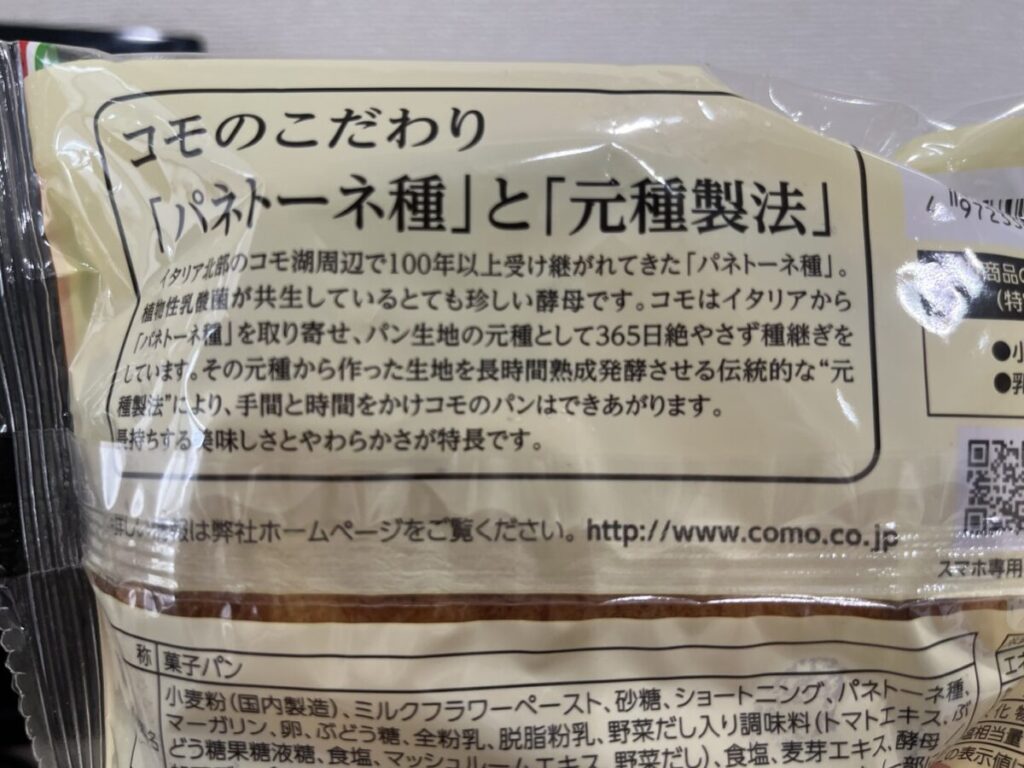 コモのこだわり
「パネトーネ種」と「元種製法」
イタリア北部のコモ湖周辺で100年以上受け継がれてきた「パネトーネ種」。
植物性乳酸菌が共生しているとても珍しい酵母です。コモはイタリアから
「パネトーネ種」を取り寄せ、パン生地の元種として365日絶やさず種継ぎを
しています。その元種から作った生地を長時間熟成発酵させる伝統的な“元
種製法”により、手間と時間をかけコモのパンはできあがります。
長持ちする美味しさとやわらかさが特長です。
詳しい情報は弊社ホームページをご覧ください。 http://www.como.co.jp
商品の
スマホ専用
称 菓子パン
小麦粉(国内製造)、ミルクフラワーペースト、砂糖、ショートニング、パネトーネ種、
マーガリン、卵、ぶどう糖、全粉乳、脱脂粉乳、野菜だし入り調味料(トマトエキス、ぶ
どう糖果糖液糖、食塩、マッシュルームエキス、野菜だし)、食塩、麦芽エキス、酵母
相当量
の表示値は